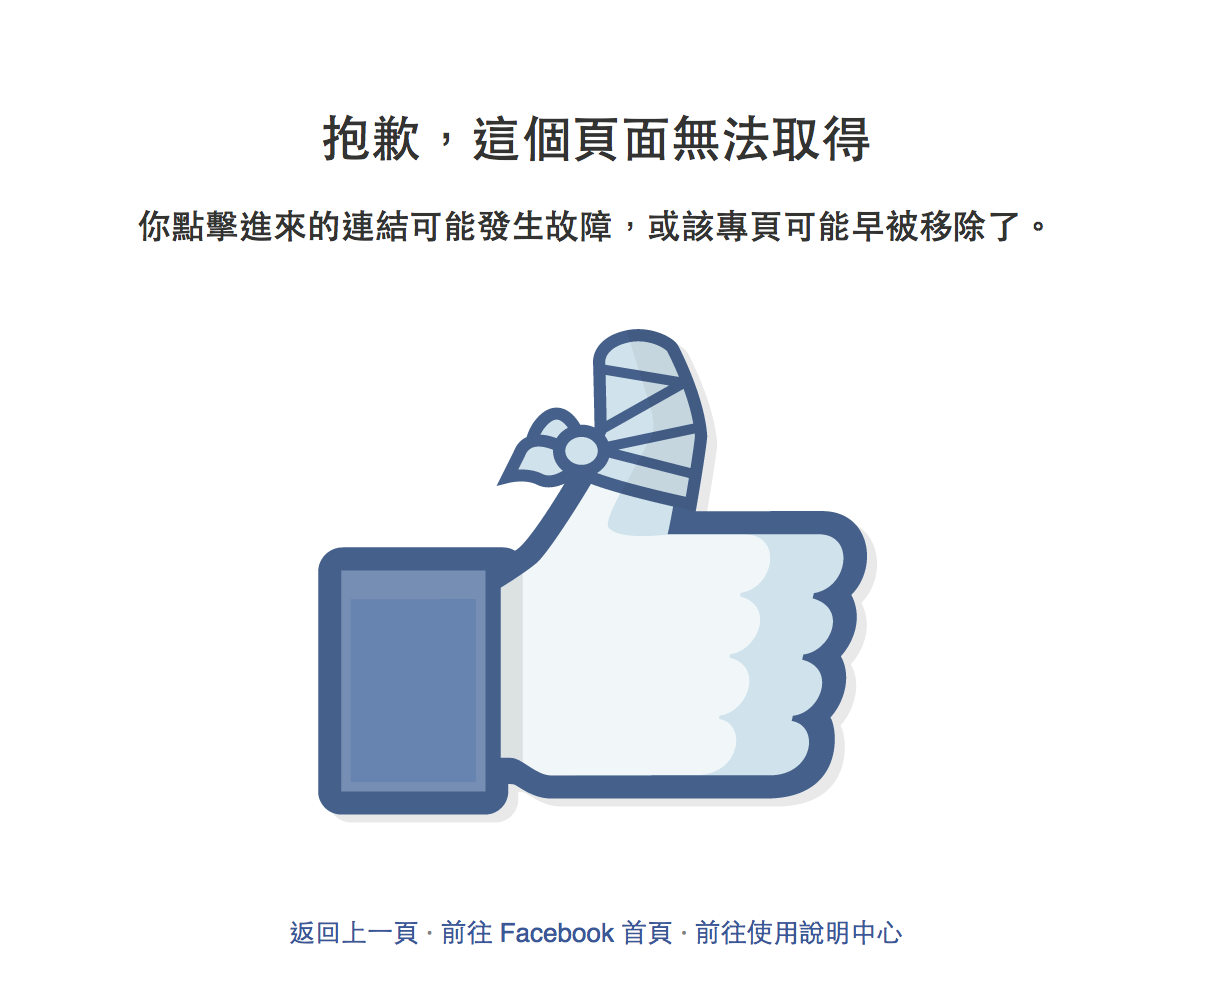 抱歉，這個頁面無法取得
你點擊進來的連結可能發生故障，或該專頁可能早被移除了。
返回上一頁 · 前往 Facebook 首頁 · 前往使用說明中心